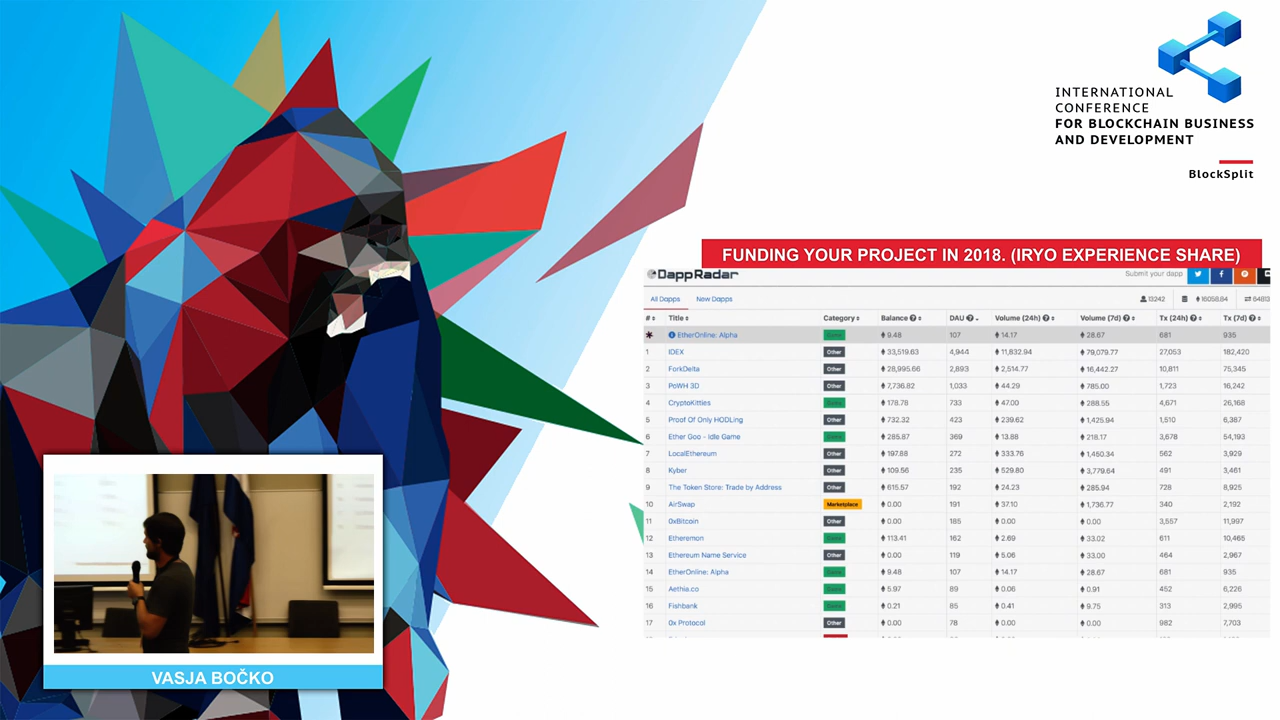 INTERNATIONAL
CONFERENCE
FOR BLOCKCHAIN BUSINESS
AND DEVELOPMENT
BlockSplit
FUNDING YOUR PROJECT IN 2018. (IRYO EXPERIENCE SHARE)
DappRadar Submit your dapp
All Dapps New Dapps 13242 16058.84 64813
# Title Category Balance DAU Volume (24h) Volume (7d) Tx (24h) Tx (7d)
EtherOnline: Alpha Game 9.48 107 14.17 28.67 681 935
1 IDEX Other 33,519.63 4,944 11,832.94 79,079.77 27,053 182,420
2 ForkDelta Other 28,995.66 2,893 2,514.77 16,442.27 10,811 75,345
3 PoWH 3D Other 7,736.82 1,033 44.29 785.00 1,723 16,242
4 CryptoKitties Game 178.78 733 47.00 288.55 4,671 26,168
5 Proof Of Only HODLing Other 732.32 423 239.62 1,425.94 1,510 6,387
6 Ether Goo - Idle Game Game 285.87 369 13.88 218.17 3,678 54,193
7 LocalEthereum Other 197.88 272 333.76 1,450.34 562 3,929
8 Kyber Other 109.56 235 529.80 3,779.64 491 3,461
9 The Token Store: Trade by Address Other 615.57 192 24.23 285.94 728 8,925
10 AirSwap Marketplace 0.00 191 37.10 1,736.77 340 2,192
11 0xBitcoin Other 0.00 185 0.00 0.00 3,557 11,997
12 Etheremon Game 113.41 162 2.69 33.02 611 10,465
13 Ethereum Name Service Other 0.00 119 5.06 33.00 464 2,967
14 EtherOnline: Alpha Game 9.48 107 14.17 28.67 681 935
15 Aethia.co Game 5.97 89 0.06 0.91 452 6,226
16 Fishbank Game 0.21 85 0.41 9.75 313 2,995
17 0x Protocol Other 0.00 78 0.00 0.00 982 7,703
VASJA BOČKO